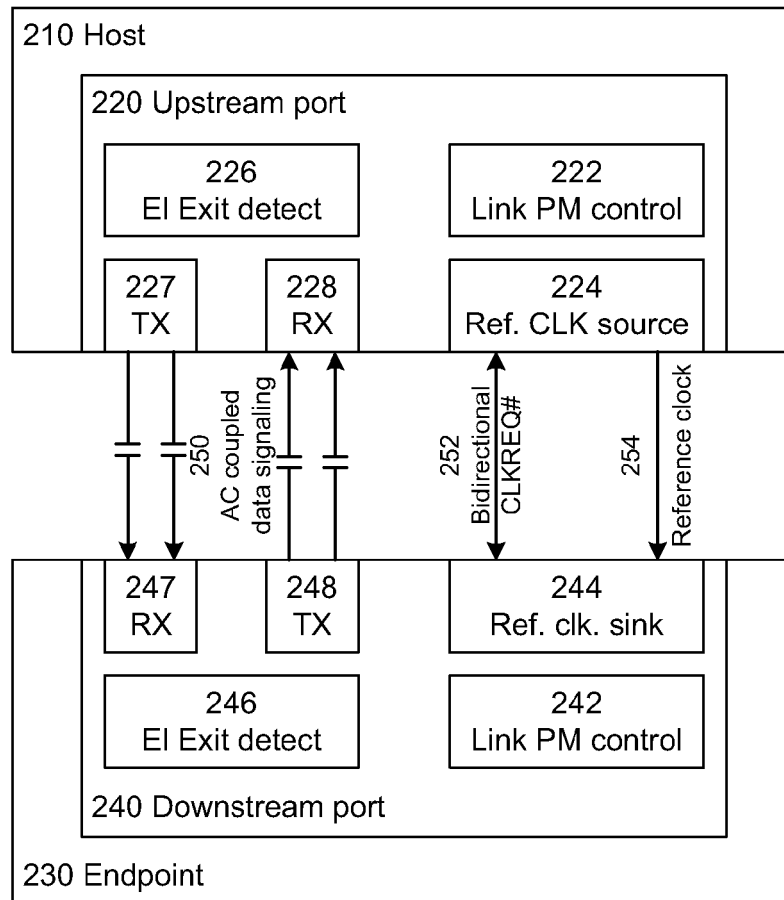 210 Host
220 Upstream port
226
EI Exit detect
222
Link PM control
227
TX
228
RX
224
Ref. CLK source
250
AC coupled
data signaling
252
Bidirectional
CLKREQ#
254
Reference clock
247
RX
248
TX
244
Ref. clk. sink
246
EI Exit detect
242
Link PM control
240 Downstream port
230 Endpoint